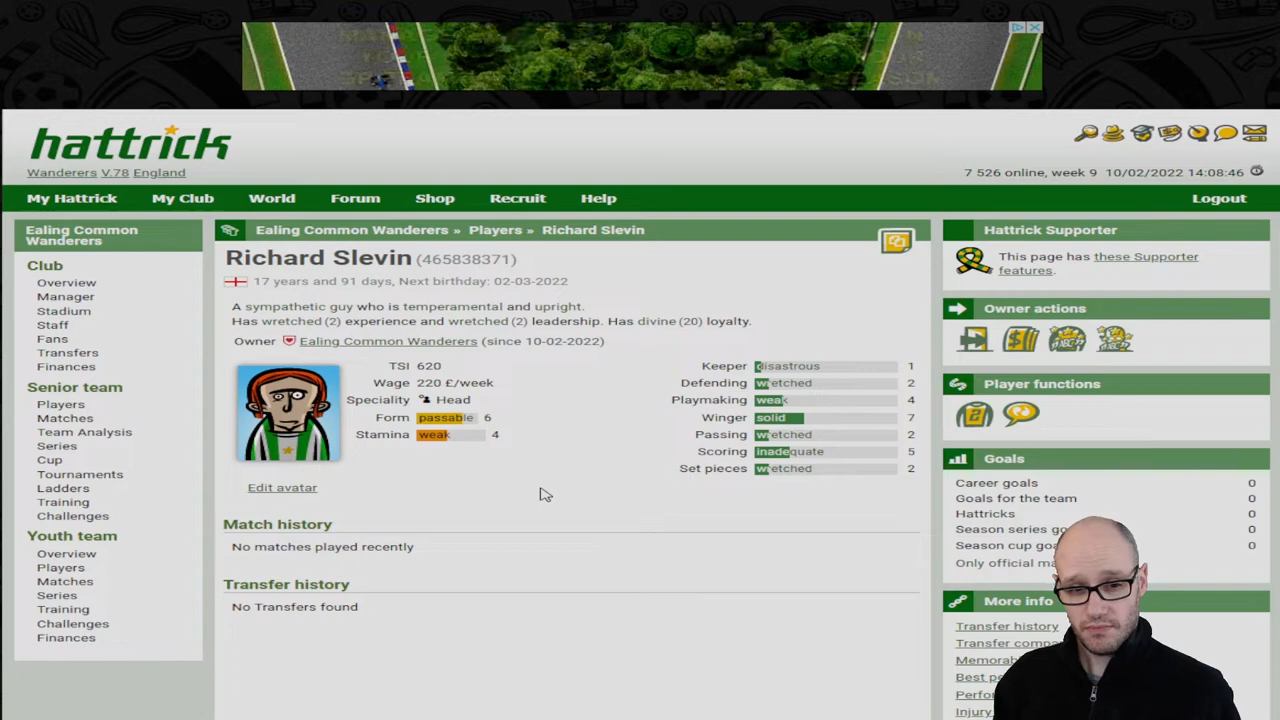 hattrick
Wanderers V.78 England
7 526 online, week 9 10/02/2022 14:08:46
My Hattrick My Club World Forum Shop Recruit Help Logout
Ealing Common Wanderers
Club
Overview
Manager
Stadium
Staff
Fans
Transfers
Finances
Senior team
Players
Matches
Team Analysis
Series
Cup
Tournaments
Ladders
Training
Challenges
Youth team
Overview
Players
Matches
Series
Training
Challenges
Finances
Ealing Common Wanderers » Players » Richard Slevin
Richard Slevin (465838371)
17 years and 91 days, Next birthday: 02-03-2022
A sympathetic guy who is temperamental and upright.
Has wretched (2) experience and wretched (2) leadership. Has divine (20) loyalty.
Owner Ealing Common Wanderers (since 10-02-2022)
TSI 620
Wage 220 £/week
Speciality Head
Form passable 6
Stamina weak 4
Edit avatar
Keeper disastrous 1
Defending wretched 2
Playmaking weak 4
Winger solid 7
Passing wretched 2
Scoring inadequate 5
Set pieces wretched 2
Match history
No matches played recently
Transfer history
No Transfers found
Hattrick Supporter
This page has these Supporter
features.
Owner actions
Player functions
Goals
Career goals 0
Goals for the team 0
Hattricks 0
Season series 0
Season cup 0
Only official
More info
Transfer history
Transfer
Best
Injury